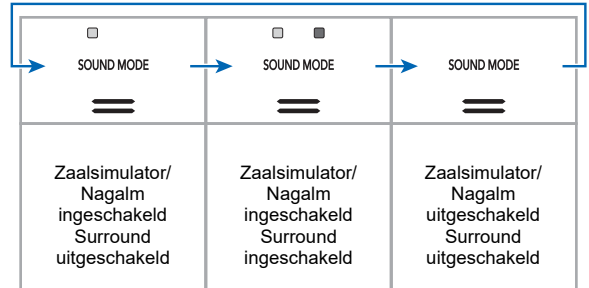 SOUND MODE
SOUND MODE
SOUND MODE
Zaalsimulator/
Nagalm
ingeschakeld
Surround
uitgeschakeld
Zaalsimulator/
Nagalm
ingeschakeld
Surround
ingeschakeld
Zaalsimulator/
Nagalm
uitgeschakeld
Surround
uitgeschakeld